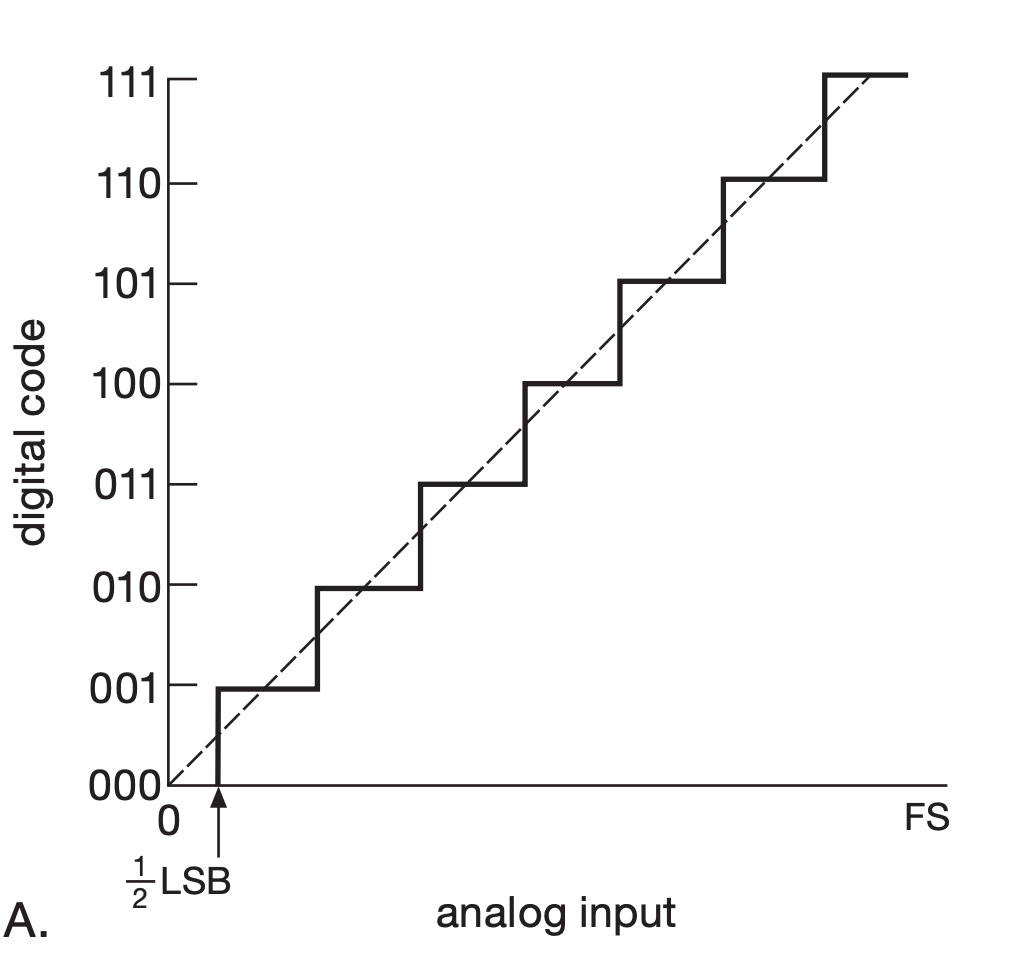 111
110
101
100
011
010
001
000
digital code
0
FS
1/2 LSB
analog input
A.